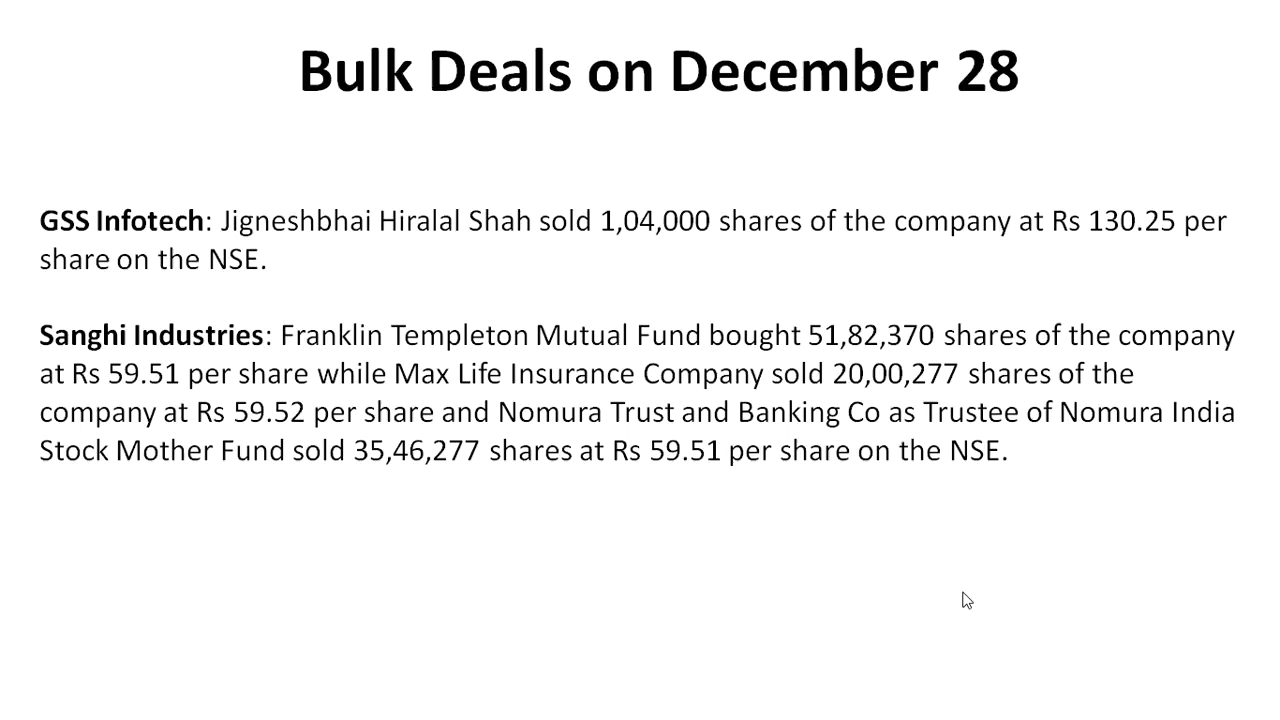 Bulk Deals on December 28
GSS Infotech: Jigneshbhai Hiralal Shah sold 1,04,000 shares of the company at Rs 130.25 per
share on the NSE.
Sanghi Industries: Franklin Templeton Mutual Fund bought 51,82,370 shares of the company
at Rs 59.51 per share while Max Life Insurance Company sold 20,00,277 shares of the
company at Rs 59.52 per share and Nomura Trust and Banking Co as Trustee of Nomura India
Stock Mother Fund sold 35,46,277 shares at Rs 59.51 per share on the NSE.